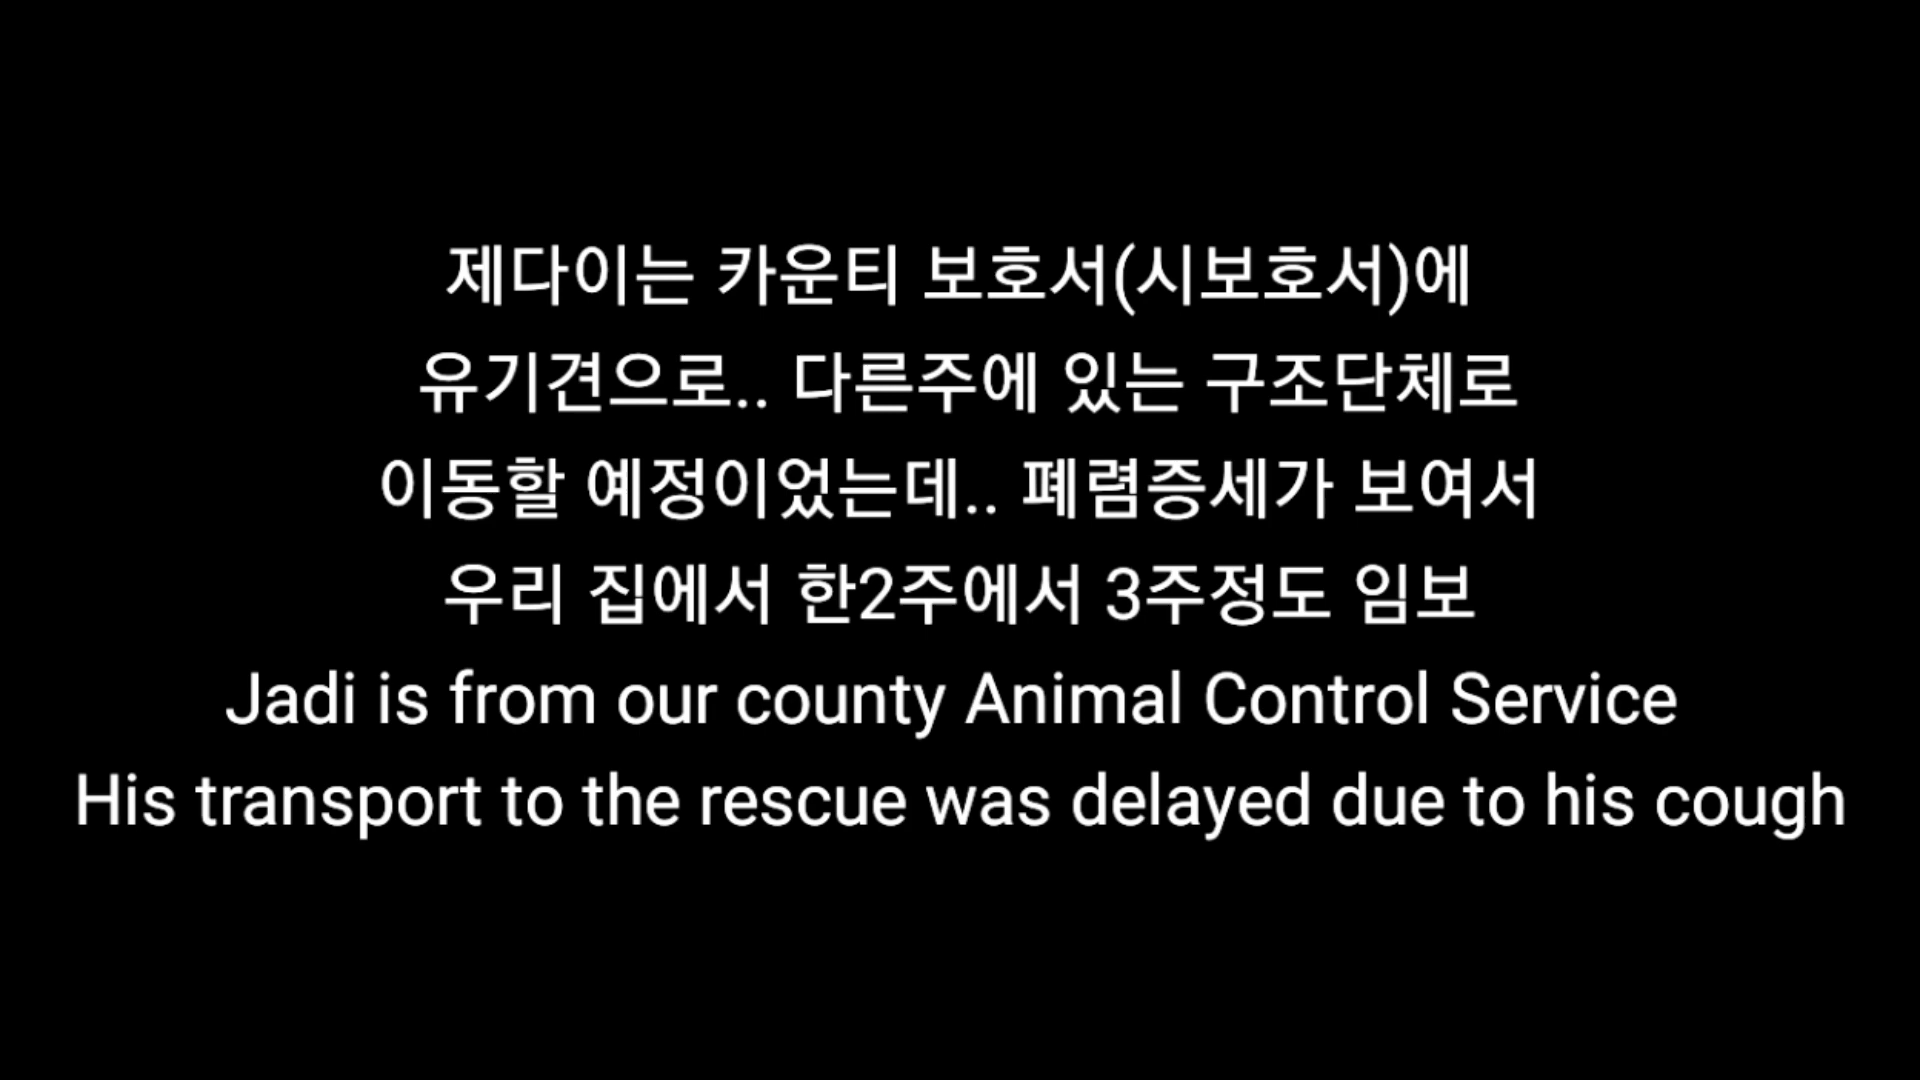 제다이는 카운티 보호서(시보호서)에
유기견으로.. 다른주에 있는 구조단체로
이동할 예정이었는데.. 폐렴증세가 보여서
우리 집에서 한2주에서 3주정도 임보
Jadi is from our county Animal Control Service
His transport to the rescue was delayed due to his cough